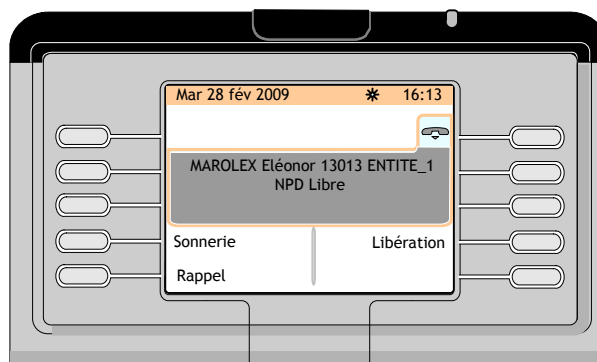 Mar 28 fév 2009 16:13
MAROLEX Eléonor 13013 ENTITE_1
NPD Libre
Sonnerie Libération
Rappel